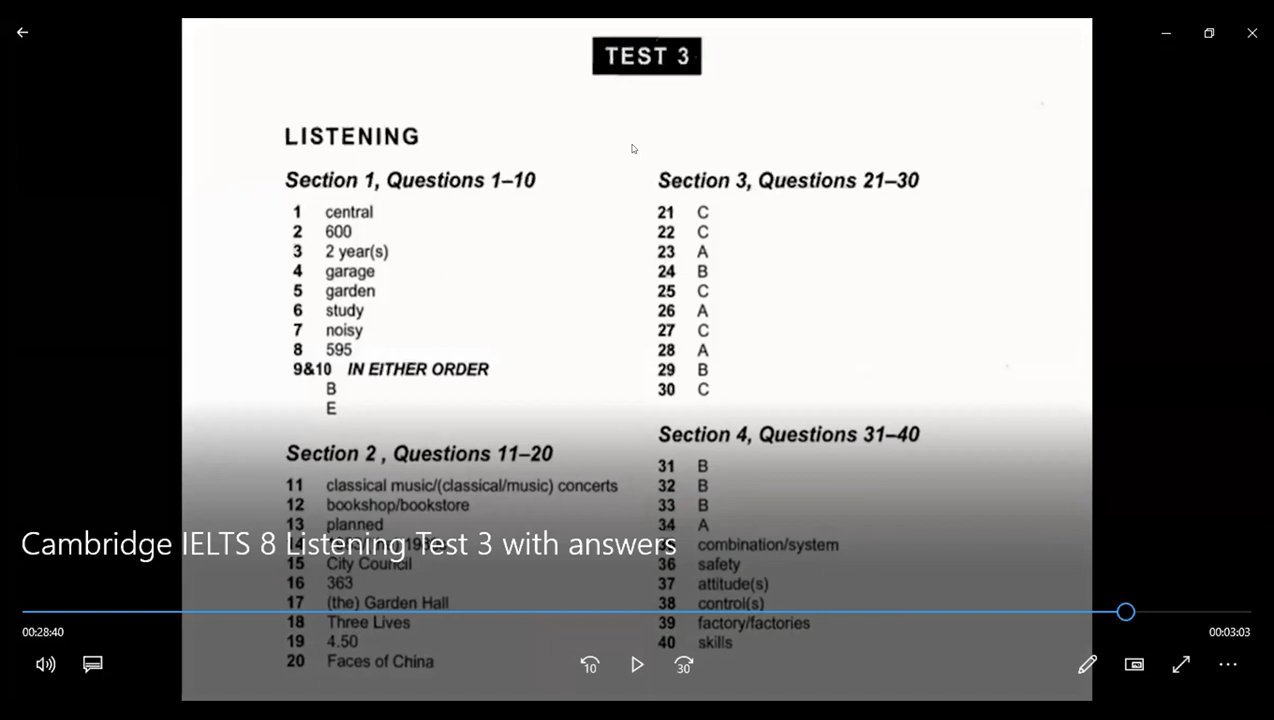 TEST 3
LISTENING
Section 1, Questions 1–10
1 central
2 600
3 2 year(s)
4 garage
5 garden
6 study
7 noisy
8 595
9&10 IN EITHER ORDER
B
E
Section 2 , Questions 11–20
11 classical music/(classical/music) concerts
12 bookshop/bookstore
13 planned
14
15 City Council
16 363
17 (the) Garden Hall
18 Three Lives
19 4.50
20 Faces of China
Section 3, Questions 21–30
21 C
22 C
23 A
24 B
25 C
26 A
27 C
28 A
29 B
30 C
Section 4, Questions 31–40
31 B
32 B
33 B
34 A
combination/system
36 safety
37 attitude(s)
38 control(s)
39 factory/factories
40 skills
Cambridge IELTS 8 Listening Test 3 with answers
00:28:40
00:03:03
10
30